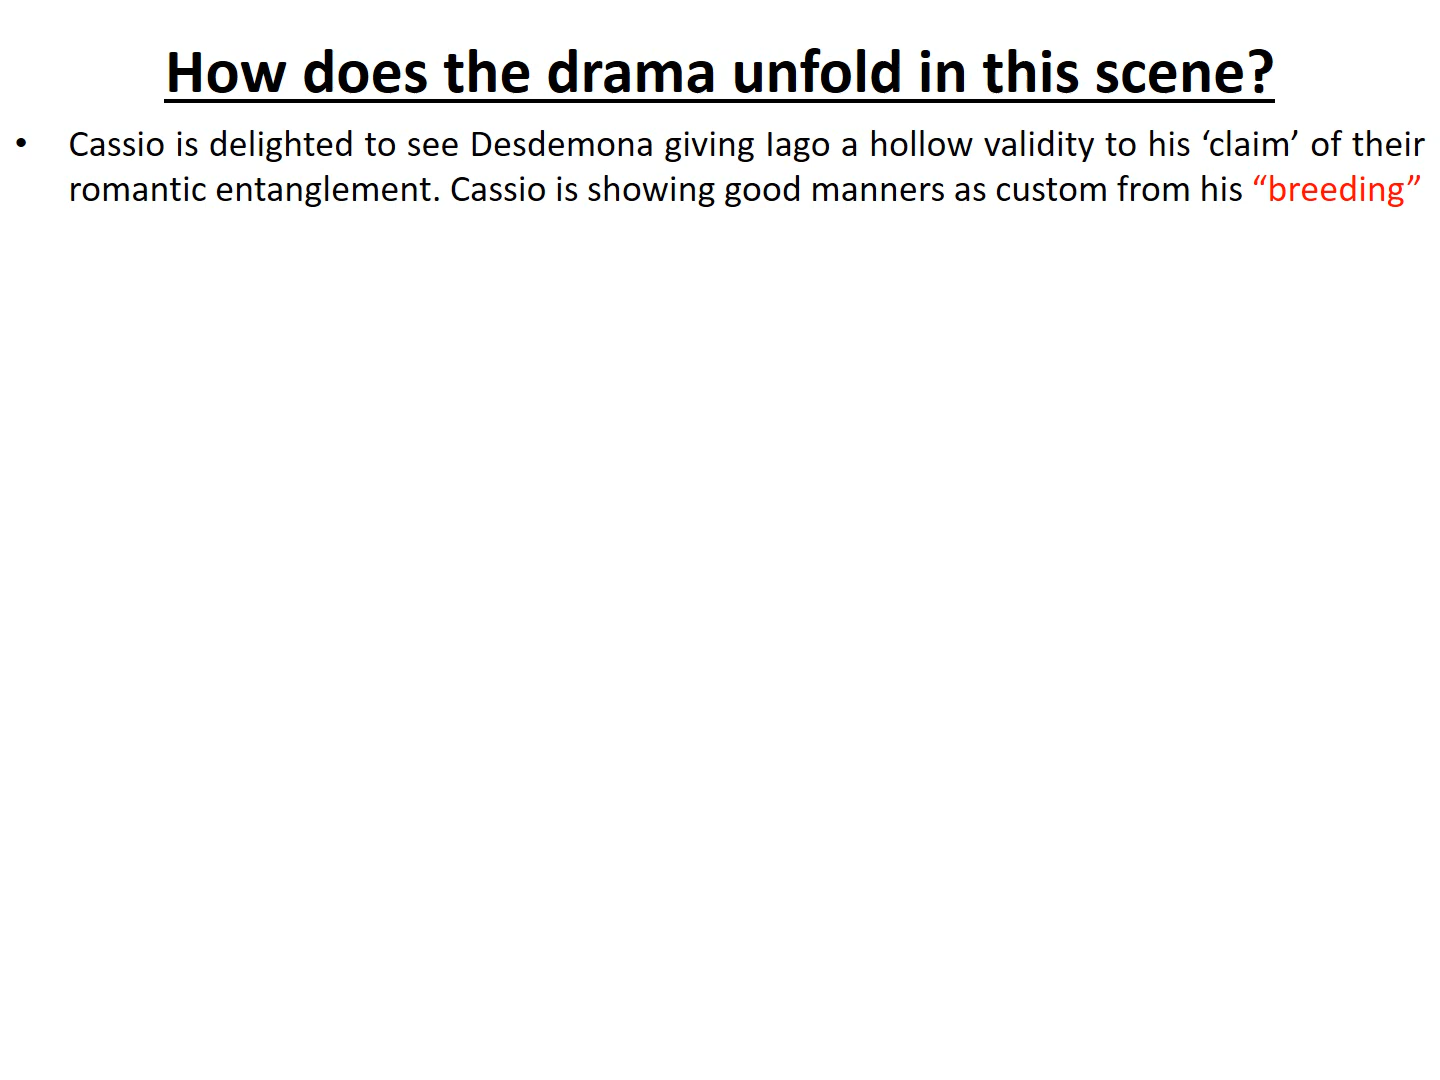 How does the drama unfold in this scene?
• Cassio is delighted to see Desdemona giving Iago a hollow validity to his ‘claim’ of their
romantic entanglement. Cassio is showing good manners as custom from his “breeding”